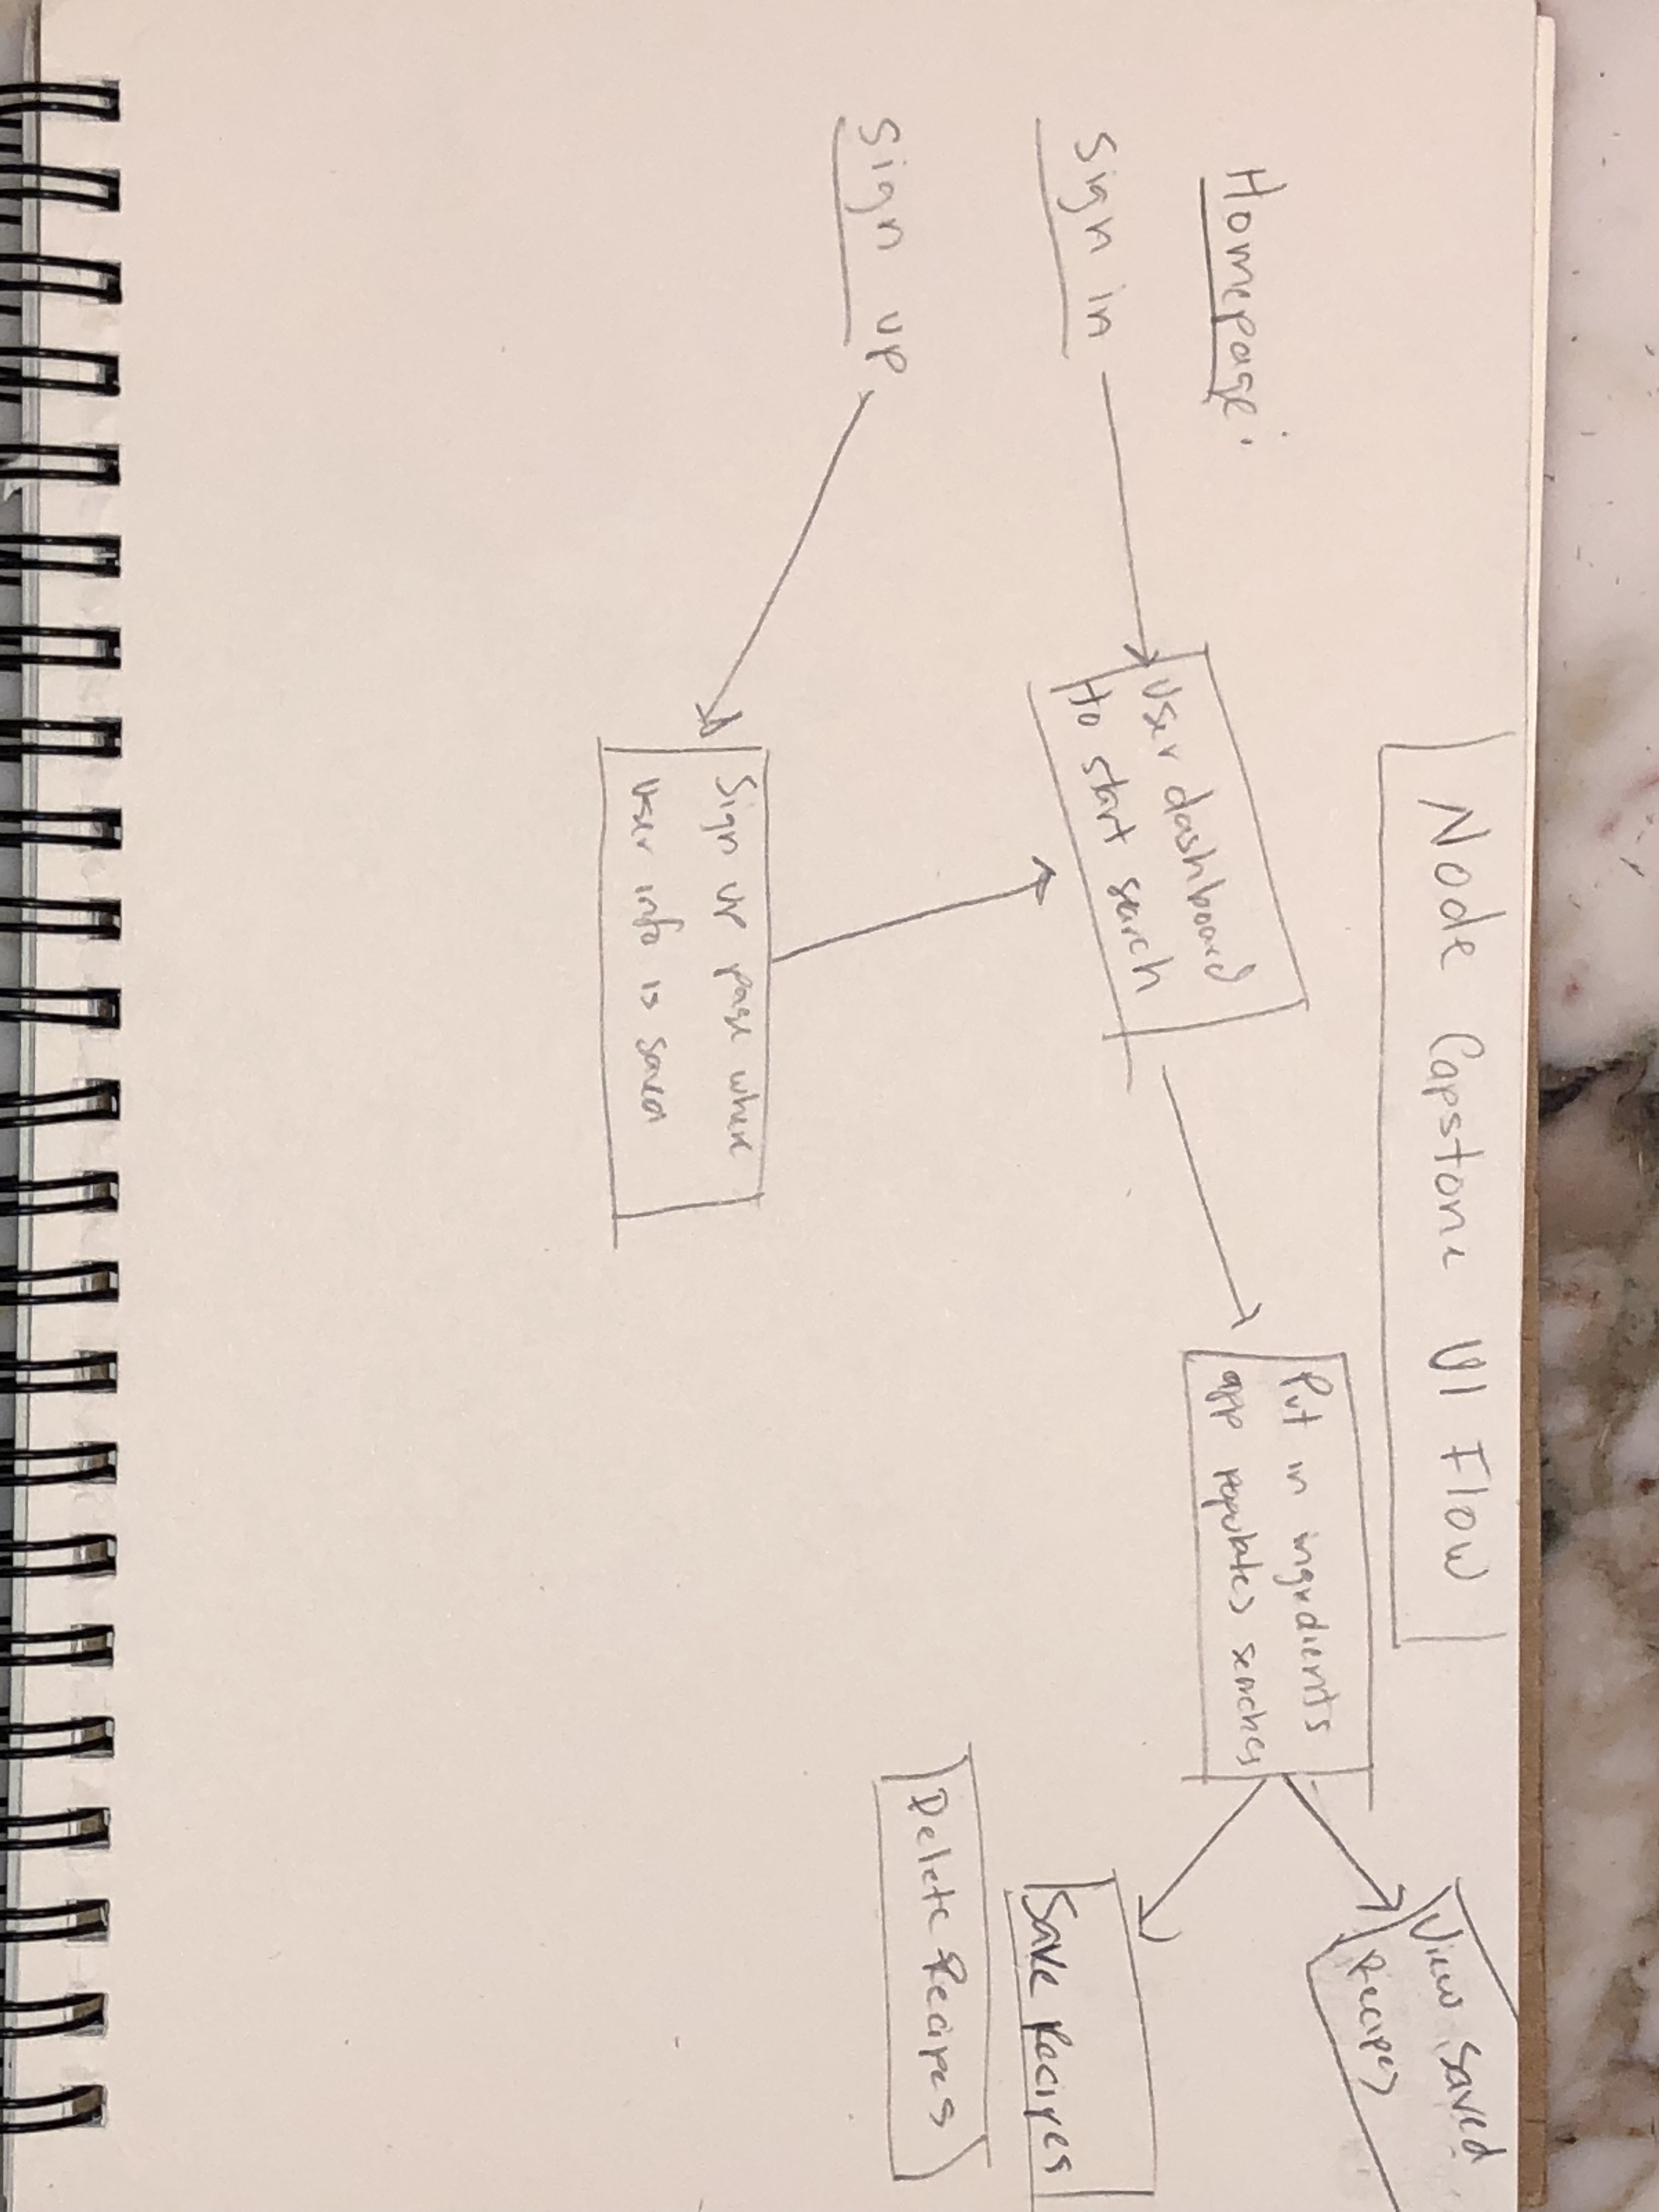 Node Capstone UI Flow
Homepage:
Sign in
User dashboard
to start search
Put in ingredients
app populates searches
View Saved
Recipes
Save Recipes
Delete Recipes
Sign up
Sign up page where
user info is saved